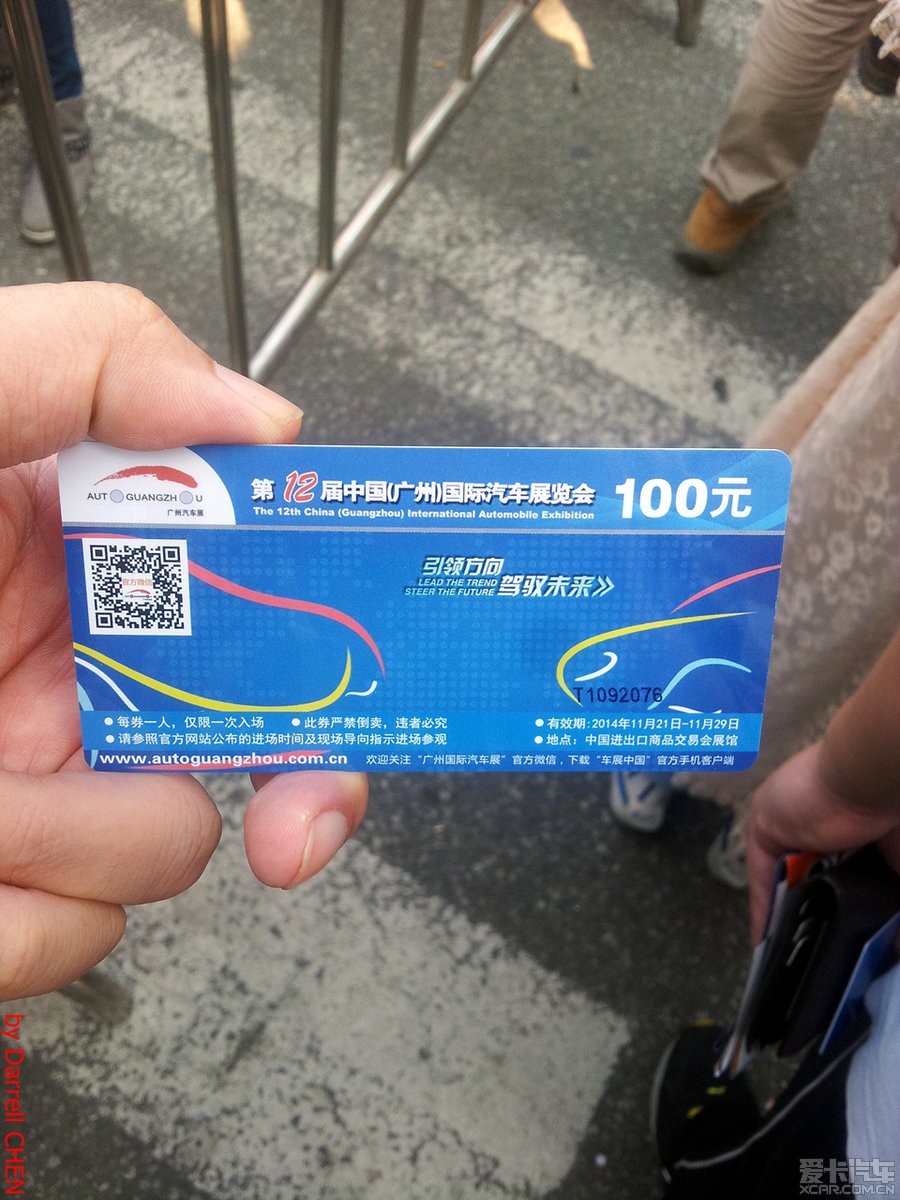 AUTO GUANGZHOU
广州汽车展
第12届中国(广州)国际汽车展览会
The 12th China (Guangzhou) International Automobile Exhibition
100元
官方微信
引领方向
LEAD THE TREND
STEER THE FUTURE
驾驭未来
T1092076
● 每券一人，仅限一次入场 ● 此券严禁倒卖，违者必究
● 请参照官方网站公布的进场时间及现场导向指示进场参观
● 有效期: 2014年11月21日-11月29日
● 地点：中国进出口商品交易会展馆
www.autoguangzhou.com.cn 欢迎关注“广州国际汽车展”官方微信，下载“车展中国”官方手机客户端
by Darrell CHEN
爱卡汽车
XCAR.COM.CN